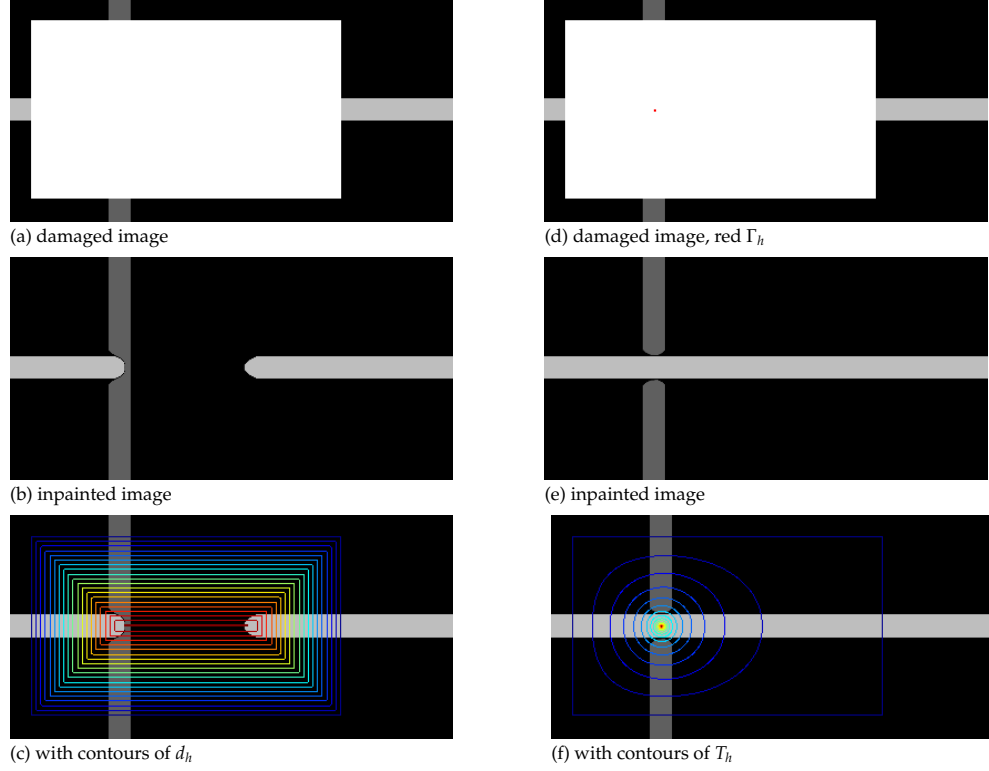 (a) damaged image
(d) damaged image, red Γₕ
(b) inpainted image
(e) inpainted image
(c) with contours of dₕ
(f) with contours of Tₕ